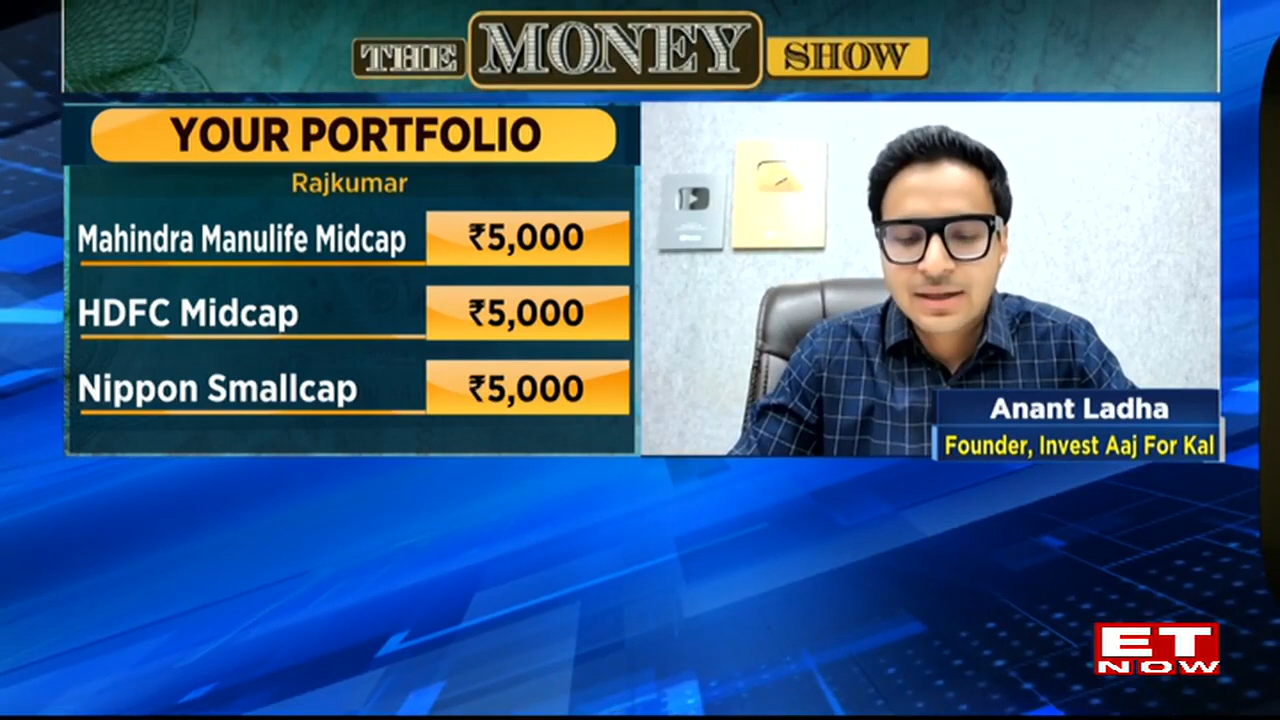 THE MONEY SHOW
YOUR PORTFOLIO
Rajkumar
Mahindra Manulife Midcap ₹5,000
HDFC Midcap ₹5,000
Nippon Smallcap ₹5,000
Anant Ladha
Founder, Invest Aaj For Kal
ET
NOW